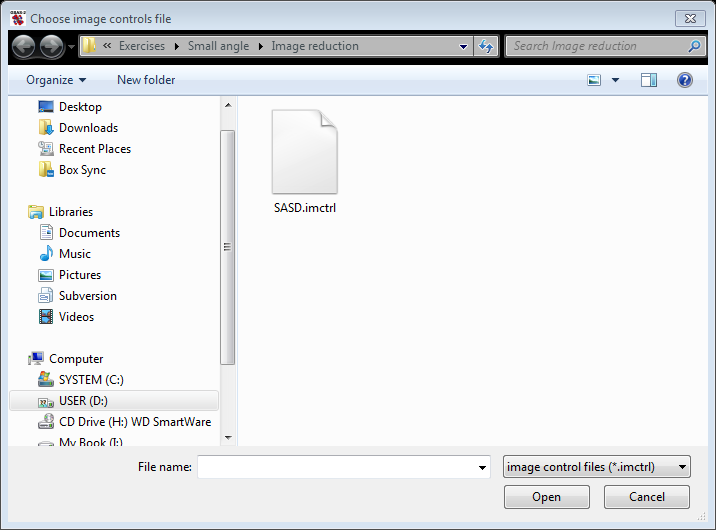 Choose image controls file
« Exercises Small angle Image reduction
Search Image reduction
Organize New folder
Desktop
Downloads
Recent Places
Box Sync
Libraries
Documents
Music
Pictures
Subversion
Videos
Computer
SYSTEM (C:)
USER (D:)
CD Drive (H:) WD SmartWare
My Book (I:)
SASD.imctrl
File name:
image control files (*.imctrl)
Open Cancel